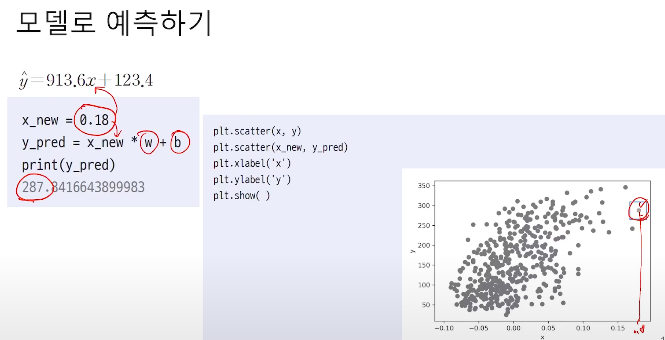 모델로 예측하기
ŷ=913.6x+123.4
x_new = 0.18
y_pred = x_new * w + b
print(y_pred)
287.8416643899983
plt.scatter(x, y)
plt.scatter(x_new, y_pred)
plt.xlabel('x')
plt.ylabel('y')
plt.show( )
350
300
250
200
150
100
50
y
-0.10
-0.05
0.00
0.05
0.10
0.15
x